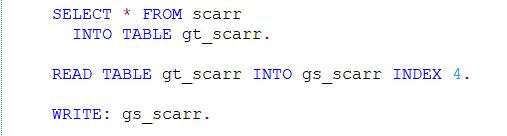 SELECT * FROM scarr
INTO TABLE gt_scarr.
READ TABLE gt_scarr INTO gs_scarr INDEX 4.
WRITE: gs_scarr.